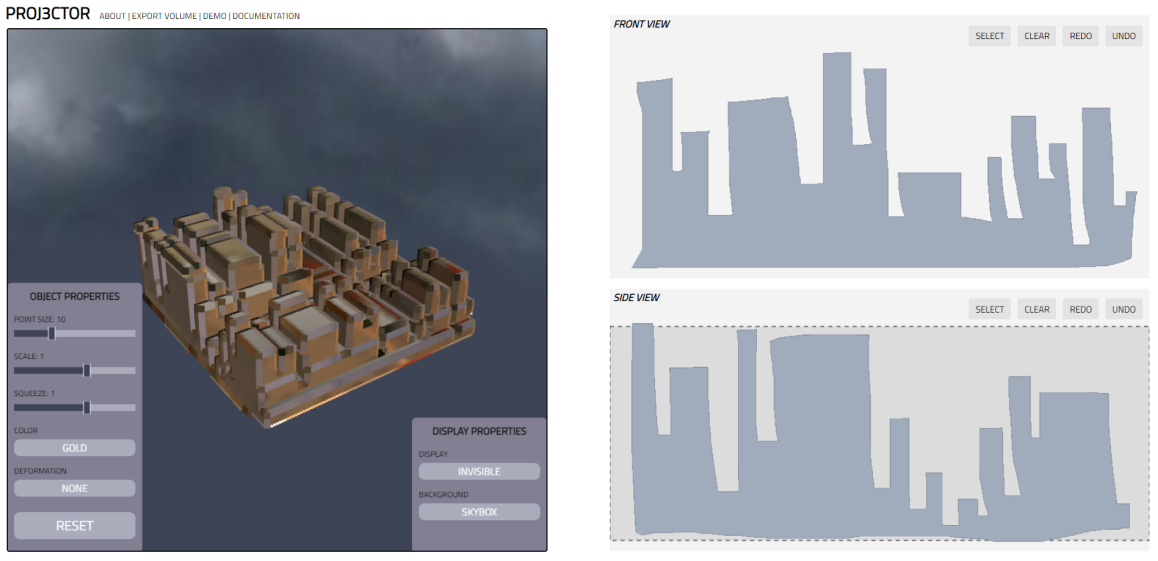 PROJ3CTOR
ABOUT | EXPORT VOLUME | DEMO | DOCUMENTATION
OBJECT PROPERTIES
POINT SIZE: 10
SCALE: 1
SQUEEZE: 1
COLOR
GOLD
DEFORMATION
NONE
RESET
DISPLAY PROPERTIES
DISPLAY
INVISIBLE
BACKGROUND
SKYBOX
FRONT VIEW
SELECT CLEAR REDO UNDO
SIDE VIEW
SELECT CLEAR REDO UNDO